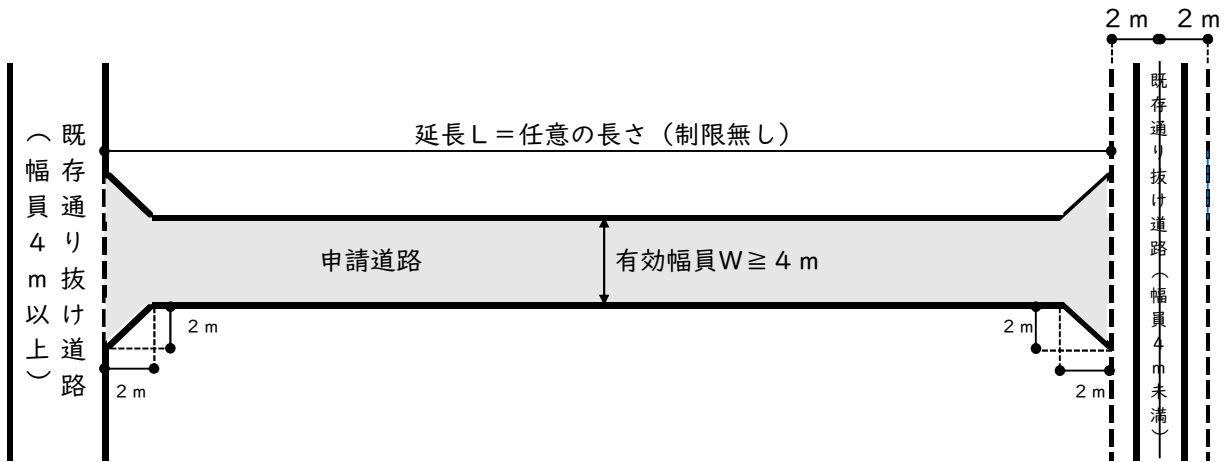 ２ｍ ２ｍ
延長Ｌ＝任意の長さ（制限無し）
既存通り抜け道路
（幅員４ｍ以上）
申請道路
有効幅員Ｗ≧４ｍ
２ｍ
２ｍ
２ｍ
２ｍ
既存通り抜け道路（幅員４ｍ未満）